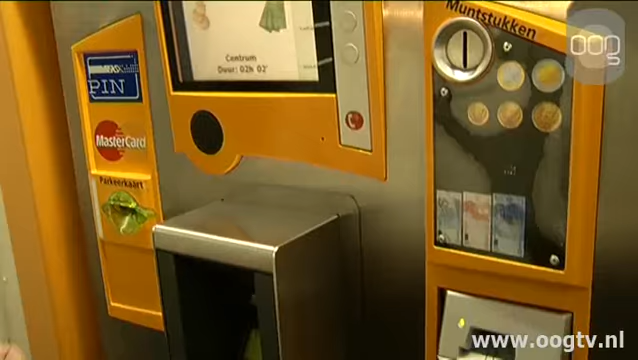 Muntstukken
oog
PIN
MasterCard
Parkeerkaart
Centrum
Duur: 02h 02'
www.oogtv.nl